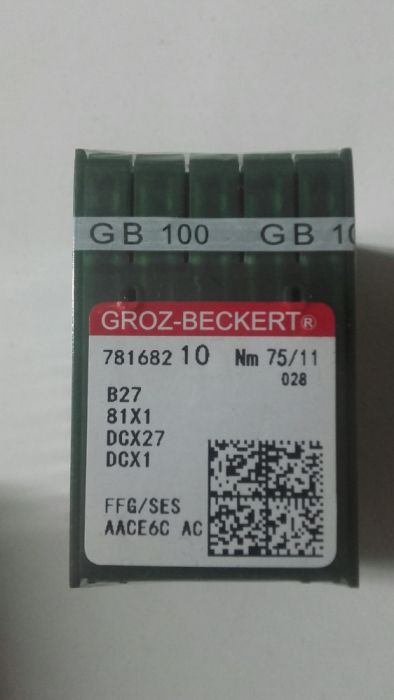 GB 100 GB 10
GROZ-BECKERT®
781682 10 Nm 75/11
028
B27
81X1
DCX27
DCX1
FFG/SES
AACE6C AC